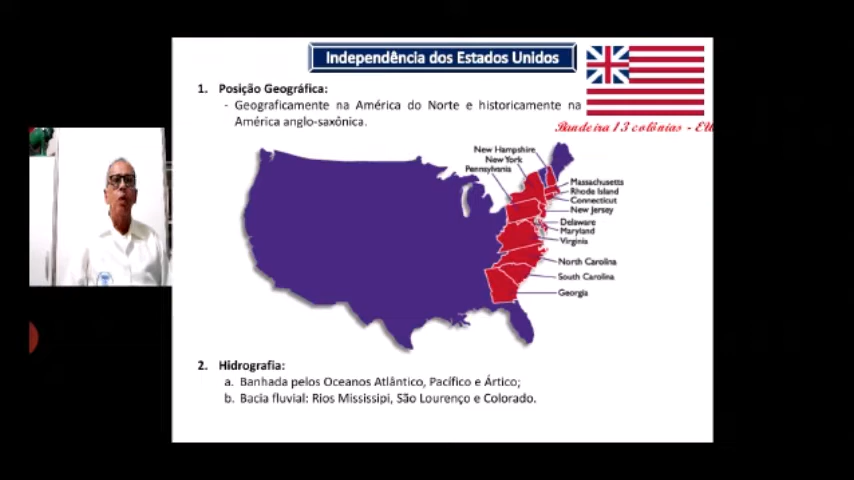 Independência dos Estados Unidos
1. Posição Geográfica:
- Geograficamente na América do Norte e historicamente na
América anglo-saxônica.
Bandeira 13 colônias - EU
New Hampshire
New York
Pennsylvania
Massachusetts
Rhode Island
Connecticut
New Jersey
Delaware
Maryland
Virginia
North Carolina
South Carolina
Georgia
2. Hidrografia:
a. Banhada pelos Oceanos Atlântico, Pacífico e Ártico;
b. Bacia fluvial: Rios Mississipi, São Lourenço e Colorado.